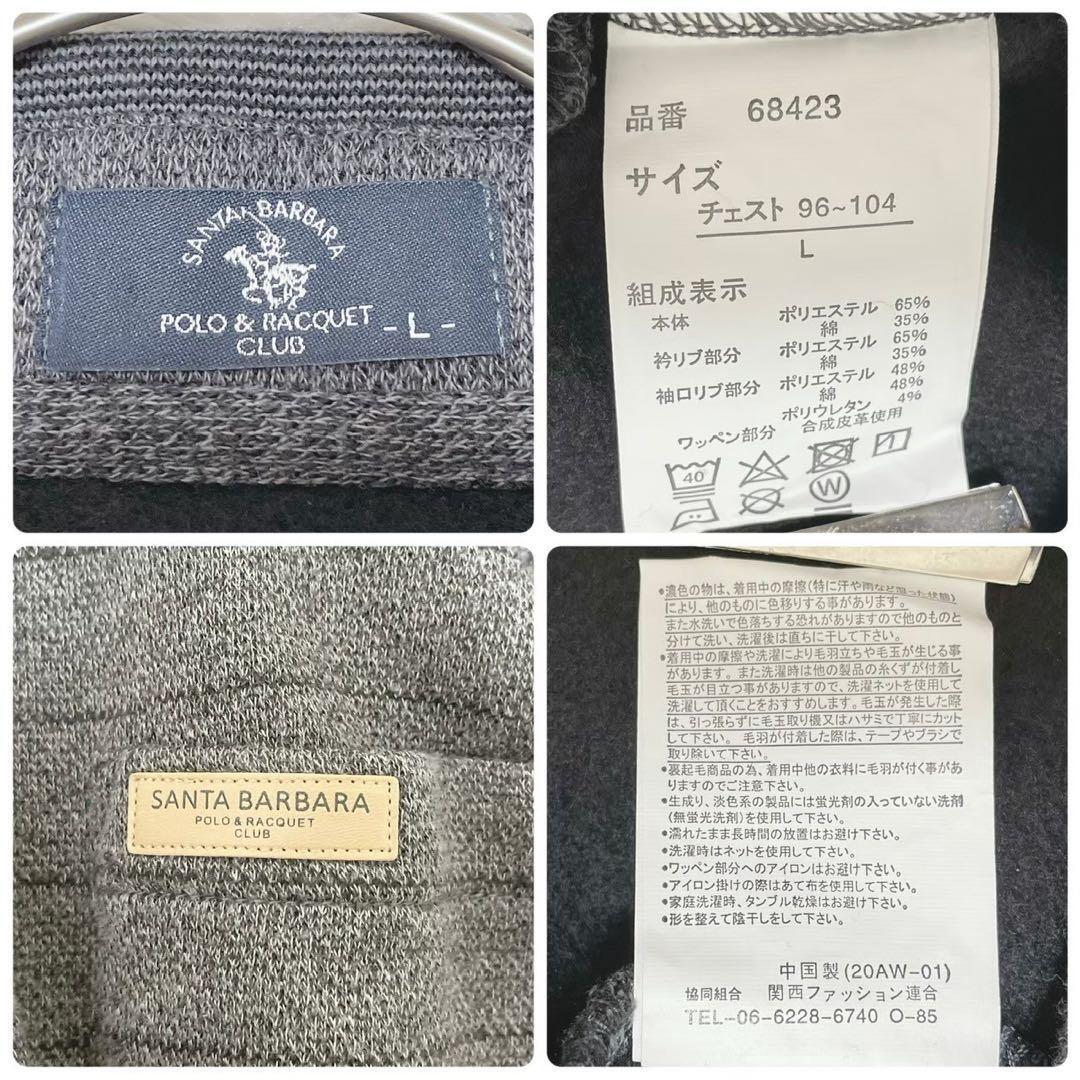 SANTA BARBARA
POLO & RACQUET
CLUB
- L -
品番 68423
サイズ
チェスト 96~104
L
組成表示
本体 ポリエステル 65%
綿 35%
衿リブ部分 ポリエステル 65%
綿 35%
袖口リブ部分 ポリエステル 48%
綿 48%
ポリウレタン 4%
ワッペン部分 合成皮革使用
40
1
W
SANTA BARBARA
POLO & RACQUET
CLUB
•濃色の物は、着用中の摩擦(特に汗や雨など湿った状態)
により、他のものに色移りする事があります。
また水洗いで色落ちする恐れがありますので他のものと
分けて洗い、洗濯後は直ちに干して下さい。
•着用中の摩擦や洗濯により毛羽立ちや毛玉が生じる事
があります。また洗濯時は他の製品の糸くずが付着し
毛玉が目立つ事がありますので、洗濯ネットを使用して
洗濯して頂くことをおすすめします。毛玉が発生した際
は、引っ張らずに毛玉取り機又はハサミで丁寧にカット
して下さい。 毛羽が付着した際は、テープやブラシで
取り除いて下さい。
•裏起毛商品の為、着用中他の衣料に毛羽が付く事があ
りますのでご注意下さい。
•生成り、淡色系の製品には蛍光剤の入っていない洗剤
(無蛍光洗剤)を使用して下さい。
•濡れたまま長時間の放置はお避け下さい。
•洗濯時はネットを使用して下さい。
•ワッペン部分へのアイロンはお避け下さい。
•アイロン掛けの際はあて布を使用して下さい。
•家庭洗濯時、タンブル乾燥はお避け下さい。
•形を整えて陰干しをして下さい。
中国製(20AW-01)
協同組合 関西ファッション連合
TEL-06-6228-6740 O-85